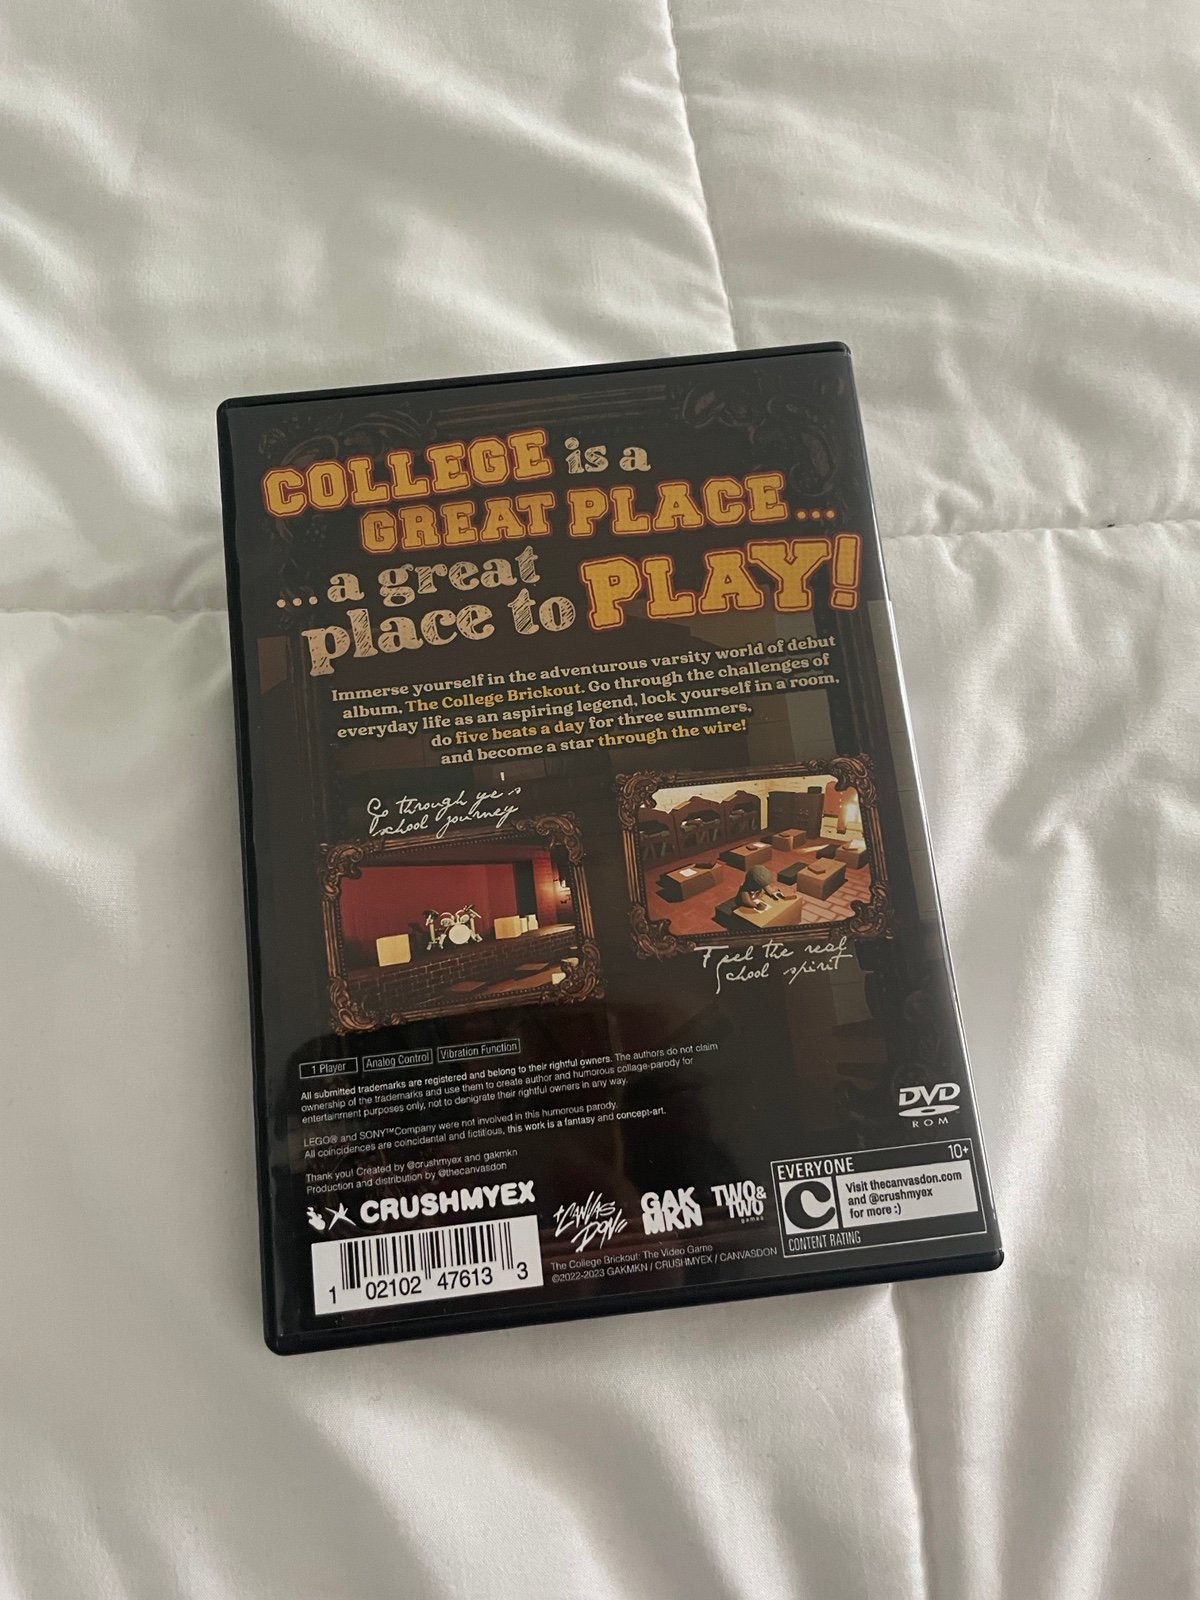 COLLEGE is a
GREAT PLACE...
...a great
place to PLAY!
Immerse yourself in the adventurous varsity world of debut
album, The College Brickout. Go through the challenges of
everyday life as an aspiring legend, lock yourself in a room,
do five beats a day for three summers,
and become a star through the wire!
Go through ye's
school journey
Feel the real
school spirit
1 Player
Analog Control
Vibration Function
All submitted trademarks are registered and belong to their rightful owners. The authors do not claim
ownership of the trademarks and use them to create author and humorous collage-parody for
entertainment purposes only, not to denigrate their rightful owners in any way.
LEGO® and SONY™Company were not involved in this humorous parody.
All coincidences are coincidental and fictitious, this work is a fantasy and concept-art.
Thank you! Created by @crushmyex and gakmkn
Production and distribution by @thecanvasdon
DVD
ROM
CRUSHMYEX
CANVAS
DON
GAK
MKN
TWO&
TWO
games
EVERYONE 10+
C
Visit thecanvasdon.com
and @crushmyex
for more :)
CONTENT RATING
The College Brickout: The Video Game
©2022-2023 GAKMKN / CRUSHMYEX / CANVASDON
1 02102 47613 3